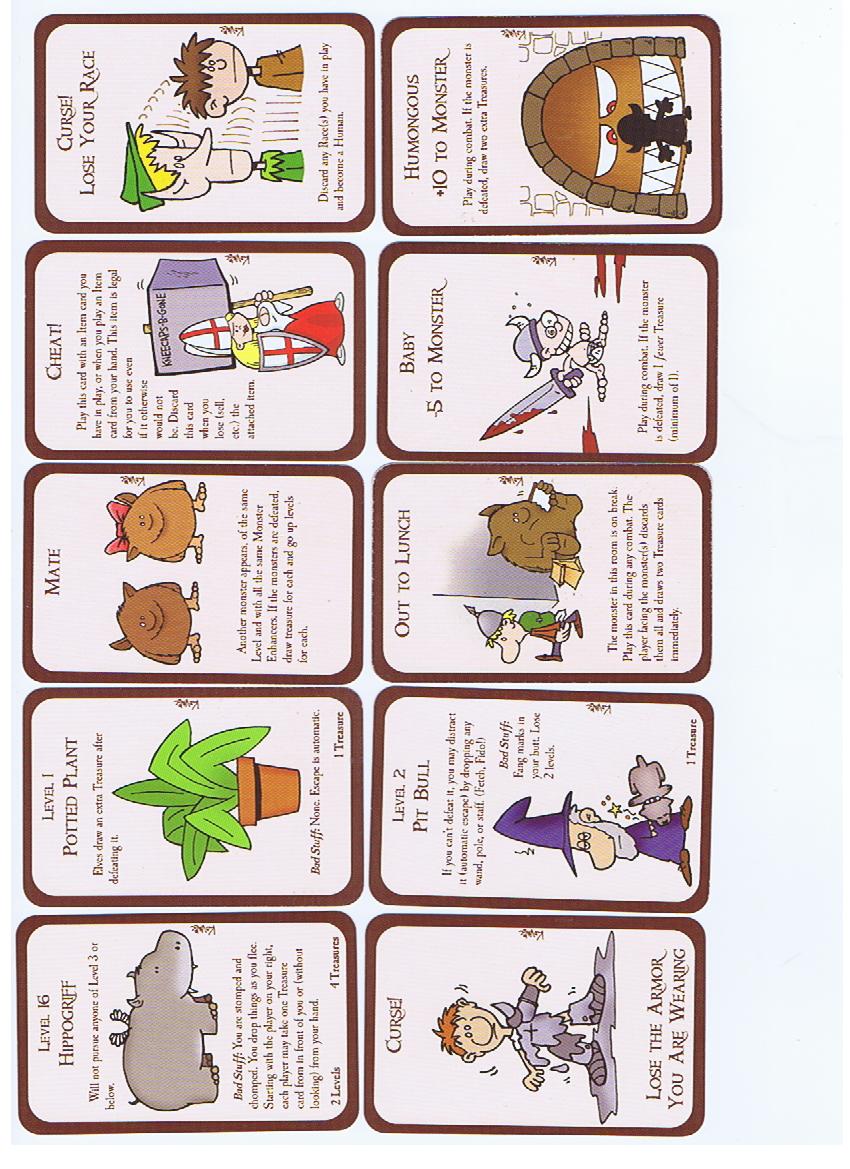 LEVEL 16
HIPPOGRIFF
Will not pursue anyone of Level 3 or
below.
Bad Stuff: You are stomped and
chomped. You drop things as you flee.
Starting with the player on your right,
each player may take one Treasure
card from in front of you or (without
looking) from your hand.
2 Levels 4 Treasures
LEVEL 1
POTTED PLANT
Elves draw an extra Treasure after
defeating it.
Bad Stuff: None. Escape is automatic.
1 Treasure
MATE
Another monster appears, of the same
Level and with all the same Monster
Enhancers. If the monsters are defeated,
draw treasure for each and go up levels
for each.
CHEAT!
Play this card with an Item card you
have in play, or when you play an Item
card from your hand. This item is legal
for you to use even
if it otherwise
would not
be. Discard
this card
when you
lose (sell,
etc.) the
attached item.
KNEECAPS-B-GONE
CURSE!
LOSE YOUR RACE
Discard any Race(s) you have in play
and become a Human.
CURSE!
LOSE THE ARMOR
YOU ARE WEARING
LEVEL 2
PIT BULL
If you can't defeat it, you may distract
it (automatic escape) by dropping any
wand, pole, or staff. (Fetch, Fido!)
Bad Stuff:
Fang marks in
your butt. Lose
2 levels.
1 Treasure
OUT TO LUNCH
The monster in this room is on break.
Play this card during any combat. The
player facing the monster(s) discards
them all and draws two Treasure cards
immediately.
BABY
-5 TO MONSTER
Play during combat. If the monster
is defeated, draw 1 fewer Treasure
(minimum of 1).
HUMONGOUS
+10 TO MONSTER
Play during combat. If the monster is
defeated, draw two extra Treasures.